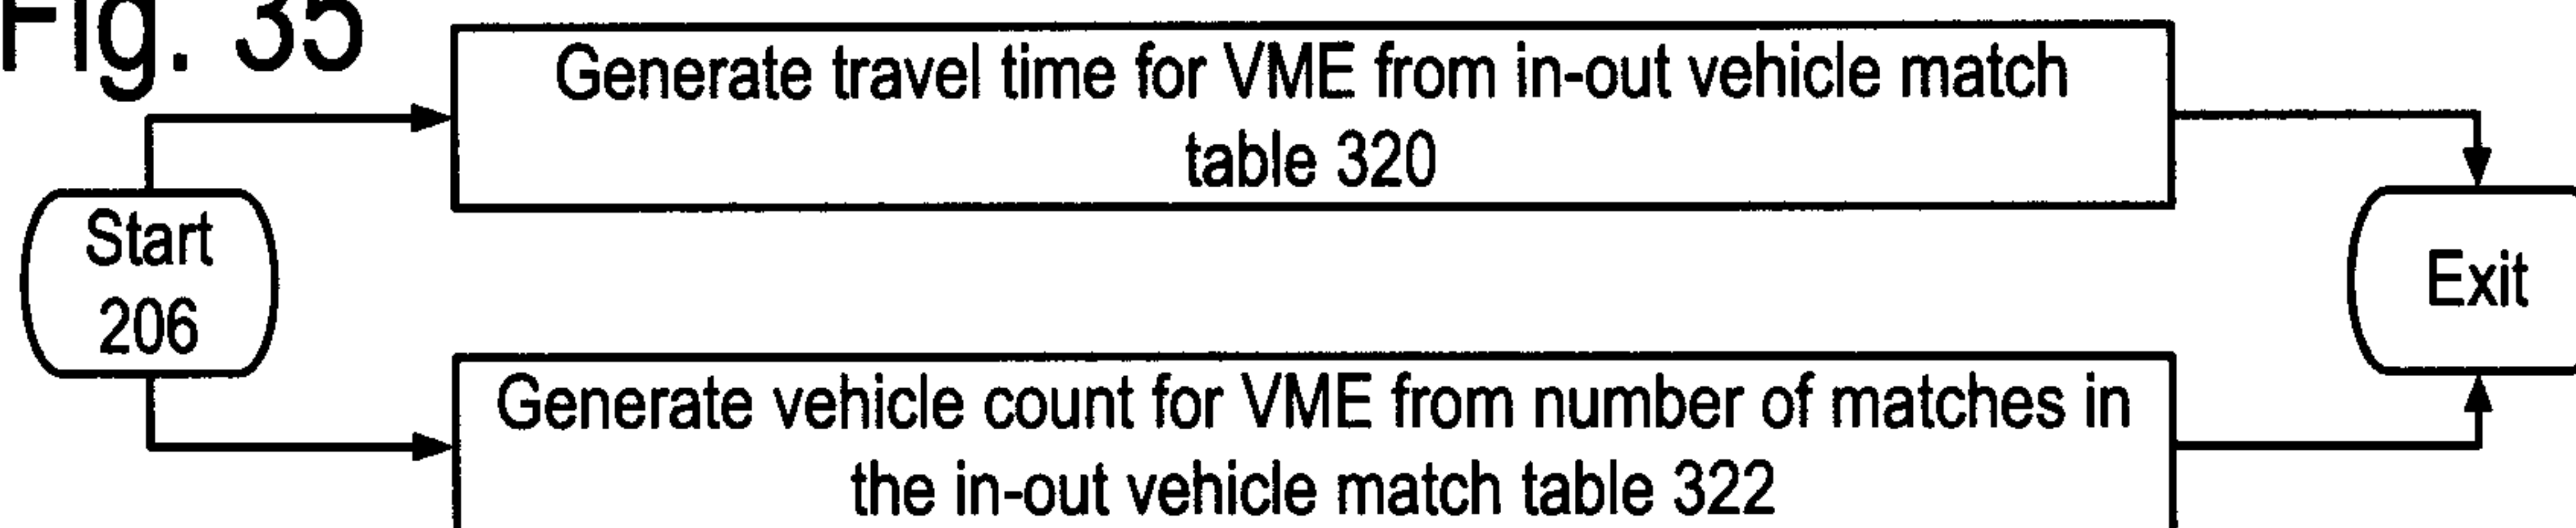 Fig. 35
Generate travel time for VME from in-out vehicle match
table 320
Start
206
Exit
Generate vehicle count for VME from number of matches in
the in-out vehicle match table 322